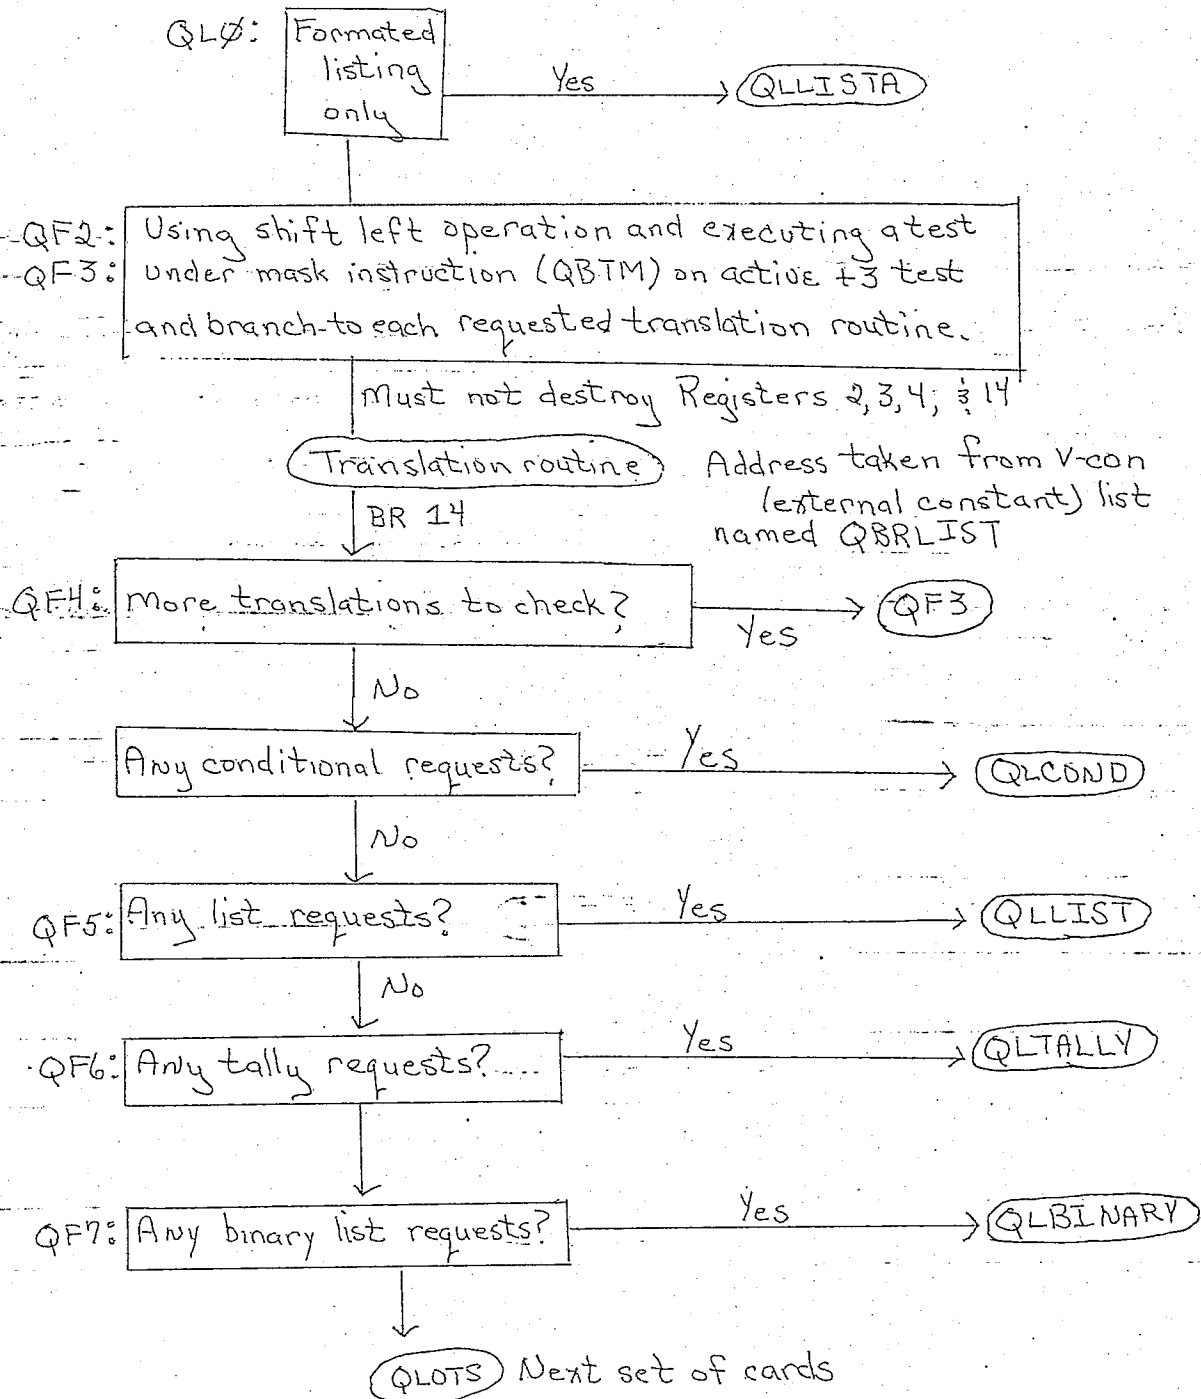 QLØ: Formated
listing
only
Yes
QLLISTA
QF2: Using shift left operation and executing a test
QF3: under mask instruction (QBTM) on active +3 test
and branch to each requested translation routine.
Must not destroy Registers 2, 3, 4, & 14
Translation routine
Address taken from V-con
(external constant) list
named QBRLIST
BR 14
QF4: More translations to check?
Yes
QF3
No
Any conditional requests?
Yes
QLCOND
No
QF5: Any list requests?
Yes
QLLIST
No
QF6: Any tally requests?
Yes
QLTALLY
QF7: Any binary list requests?
Yes
QLBINARY
QLOTS Next set of cards